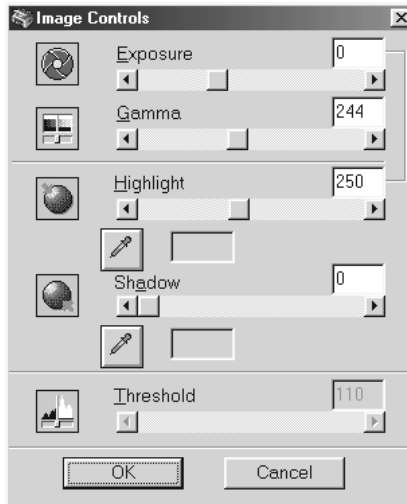 Image Controls
Exposure 0
Gamma 244
Highlight 250
Shadow 0
Threshold 110
OK Cancel